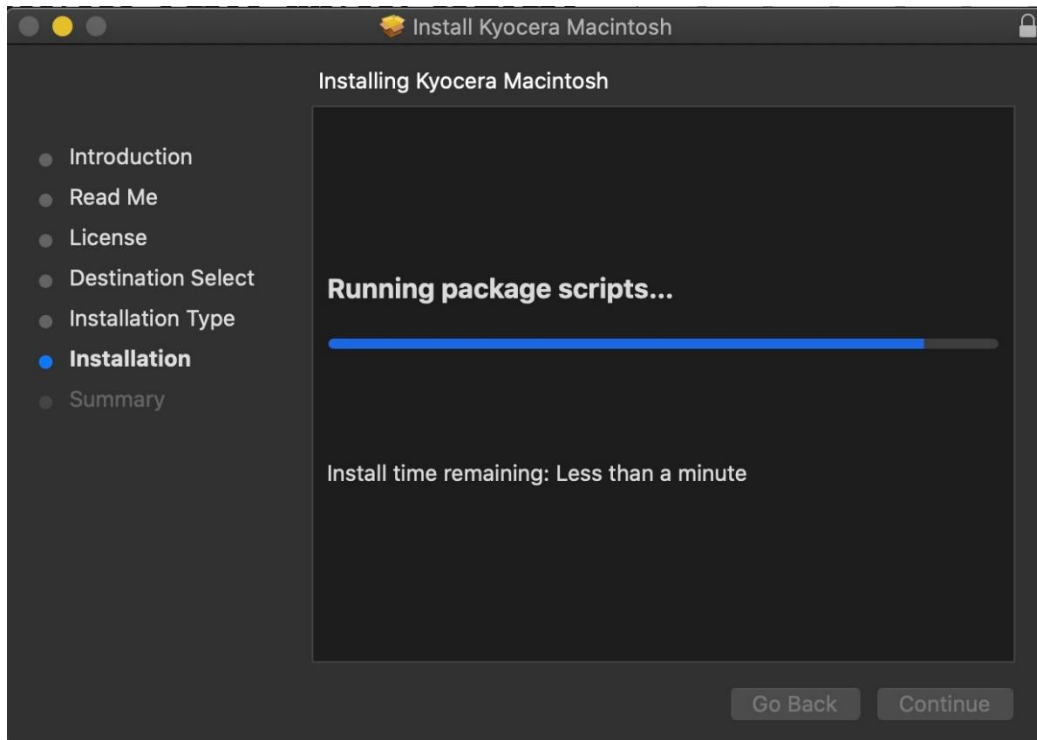 Install Kyocera Macintosh
Installing Kyocera Macintosh
Introduction
Read Me
License
Destination Select
Installation Type
Installation
Summary
Running package scripts...
Install time remaining: Less than a minute
Go Back
Continue